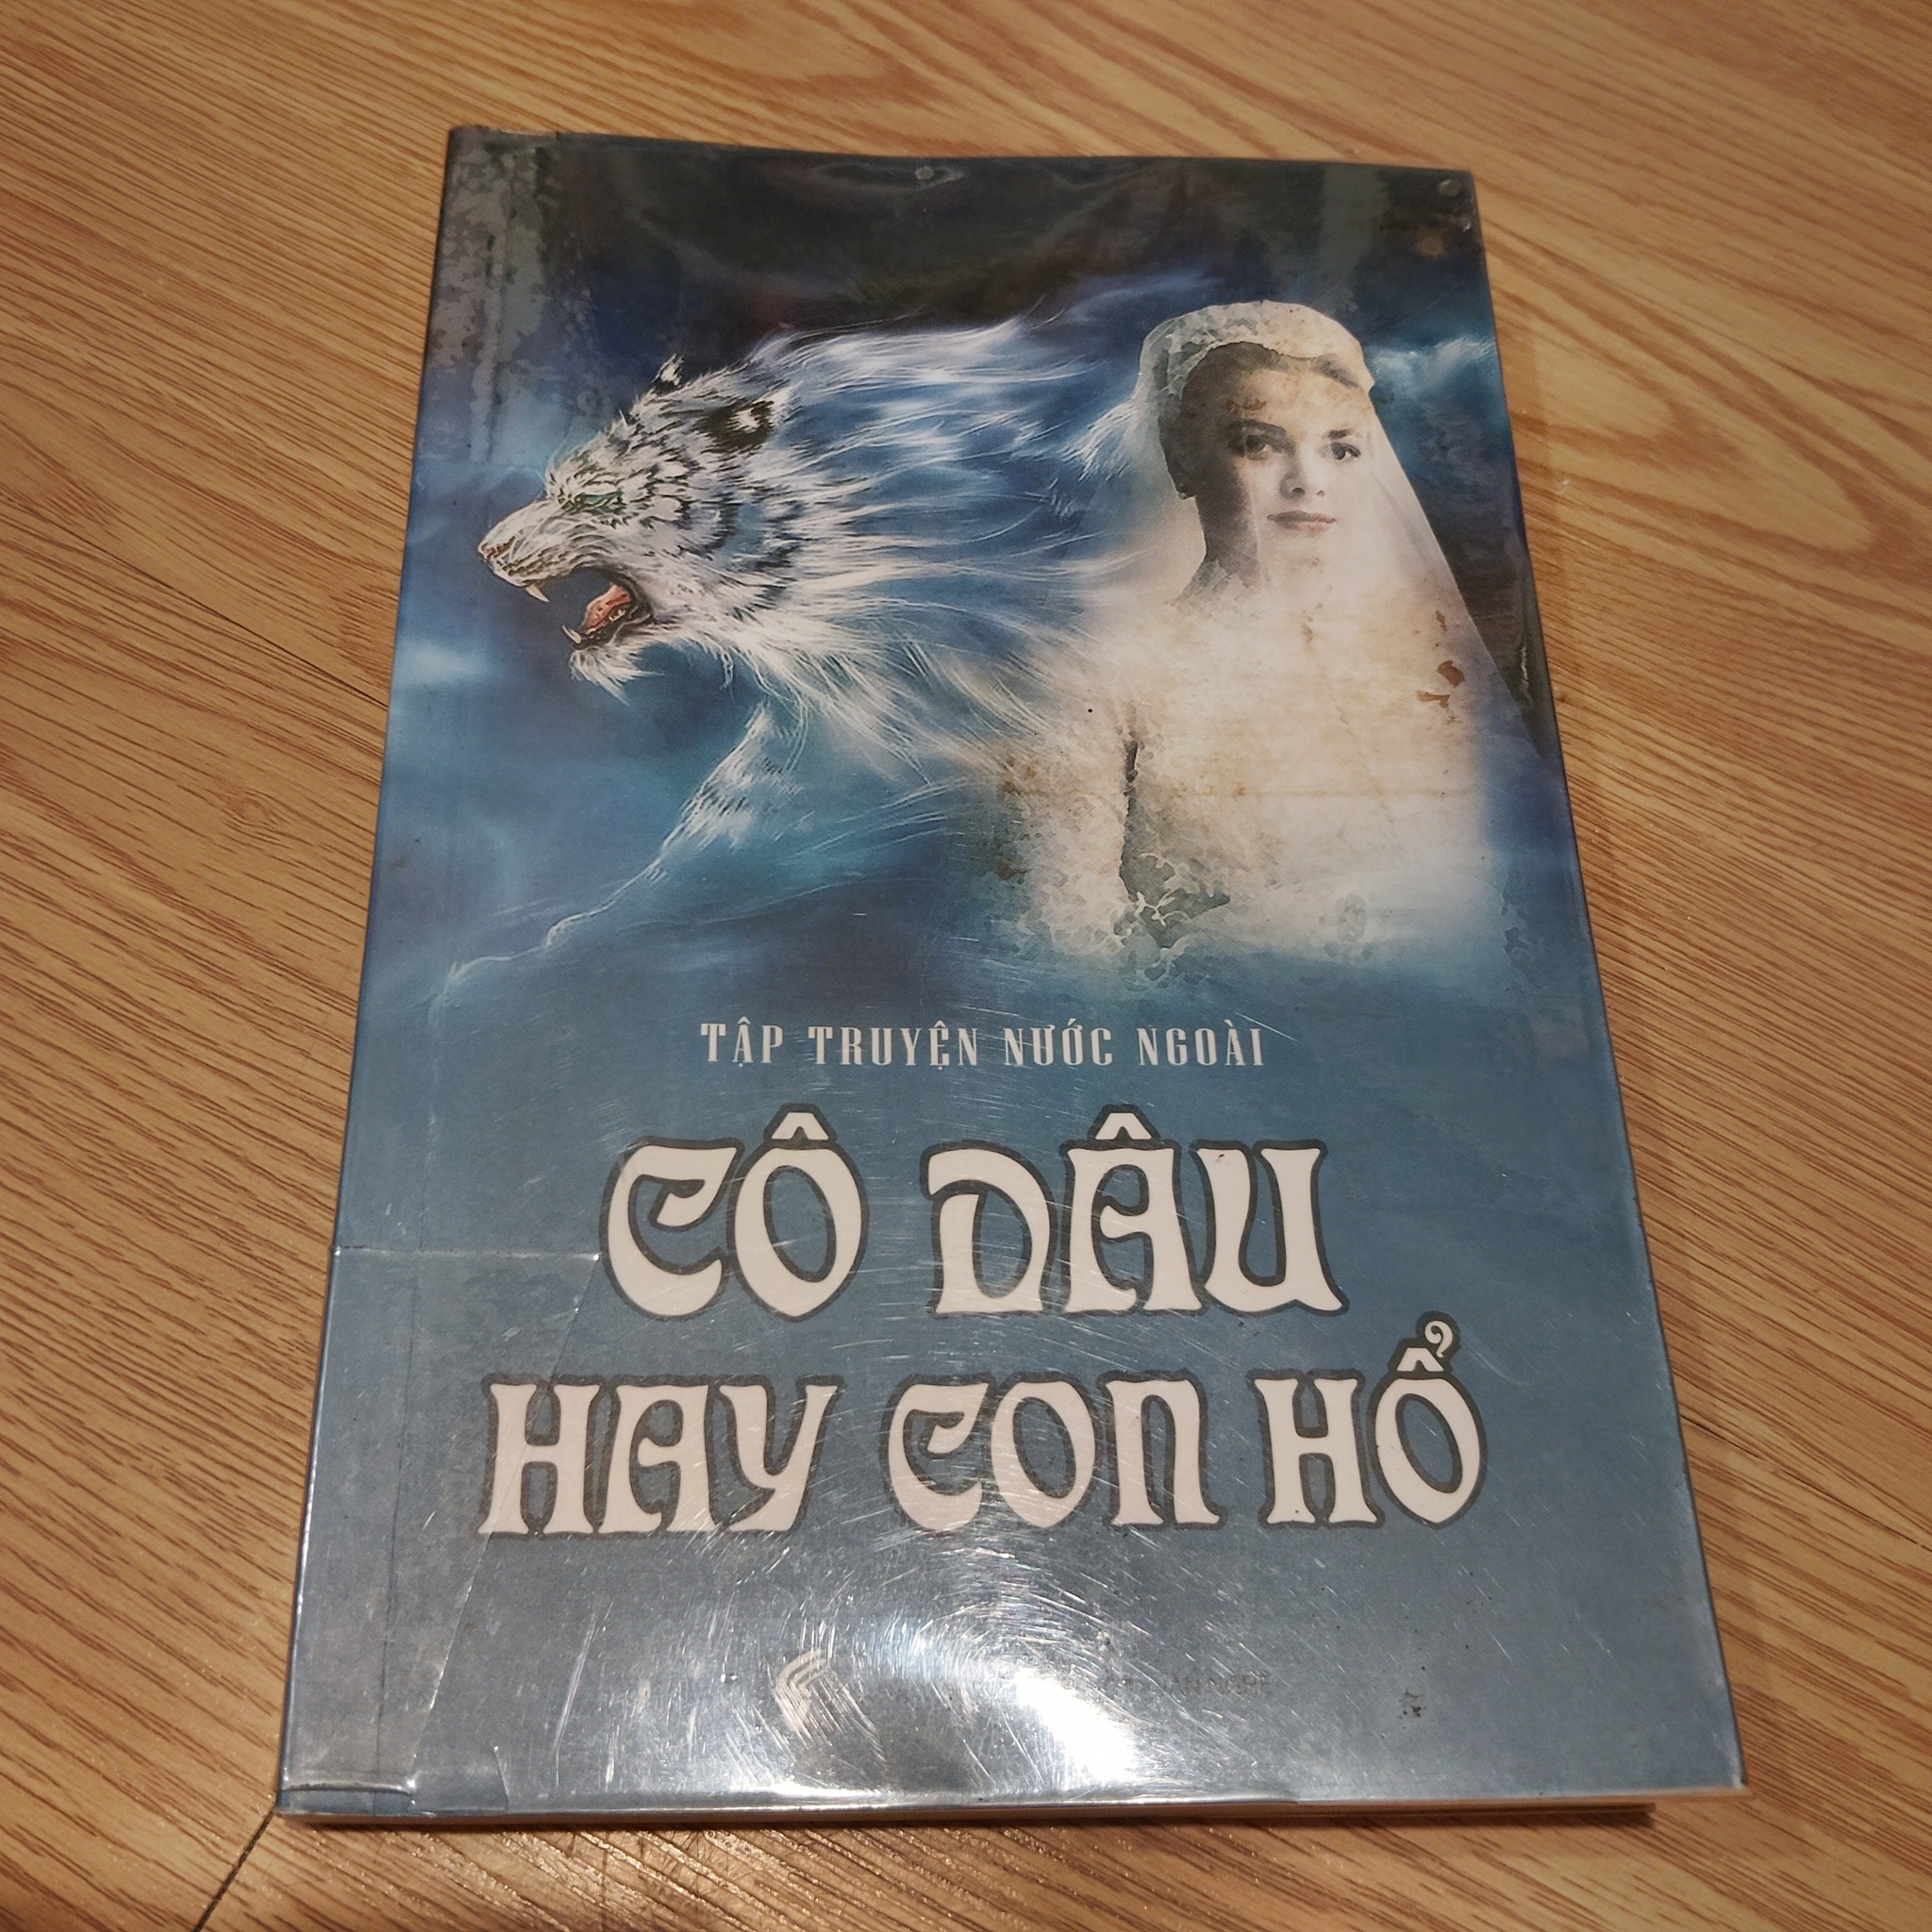 TẬP TRUYỆN NƯỚC NGOÀI
CÔ DÂU
HAY CON HỔ